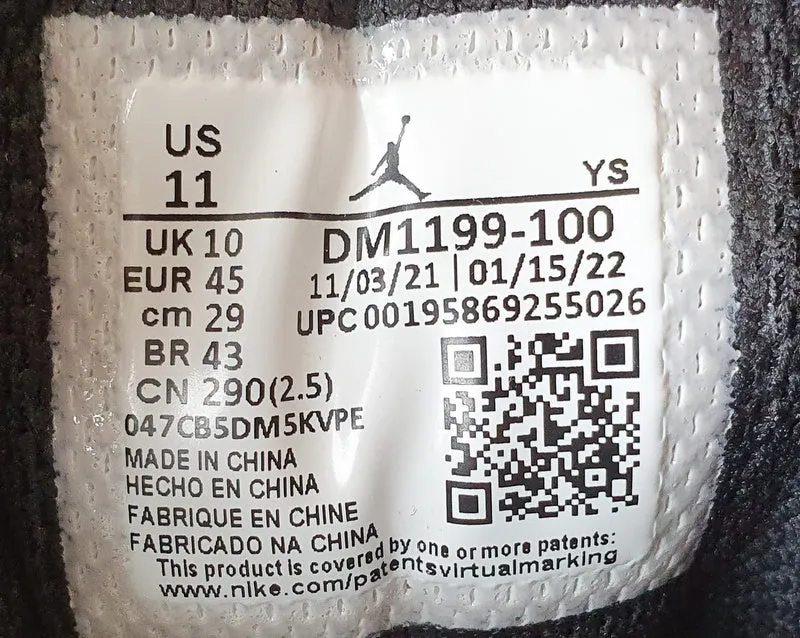 US
11
YS
UK 10
EUR 45
cm 29
BR 43
CN 290(2.5)
DM1199-100
11/03/21 | 01/15/22
UPC 00195869255026
047CB5DM5KVPE
MADE IN CHINA
HECHO EN CHINA
FABRIQUE EN CHINE
FABRICADO NA CHINA
This product is covered by one or more patents:
www.nike.com/patentsvirtualmarking